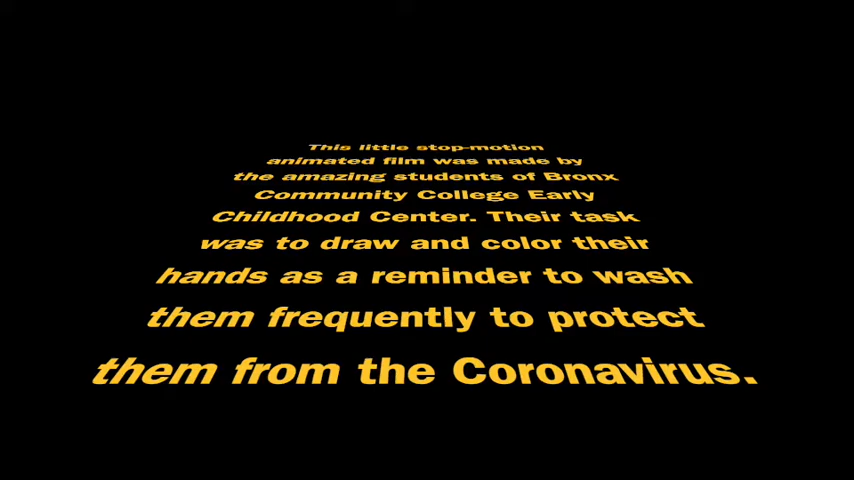 This little stop-motion
animated film was made by
the amazing students of Bronx
Community College Early
Childhood Center. Their task
was to draw and color their
hands as a reminder to wash
them frequently to protect
them from the Coronavirus.